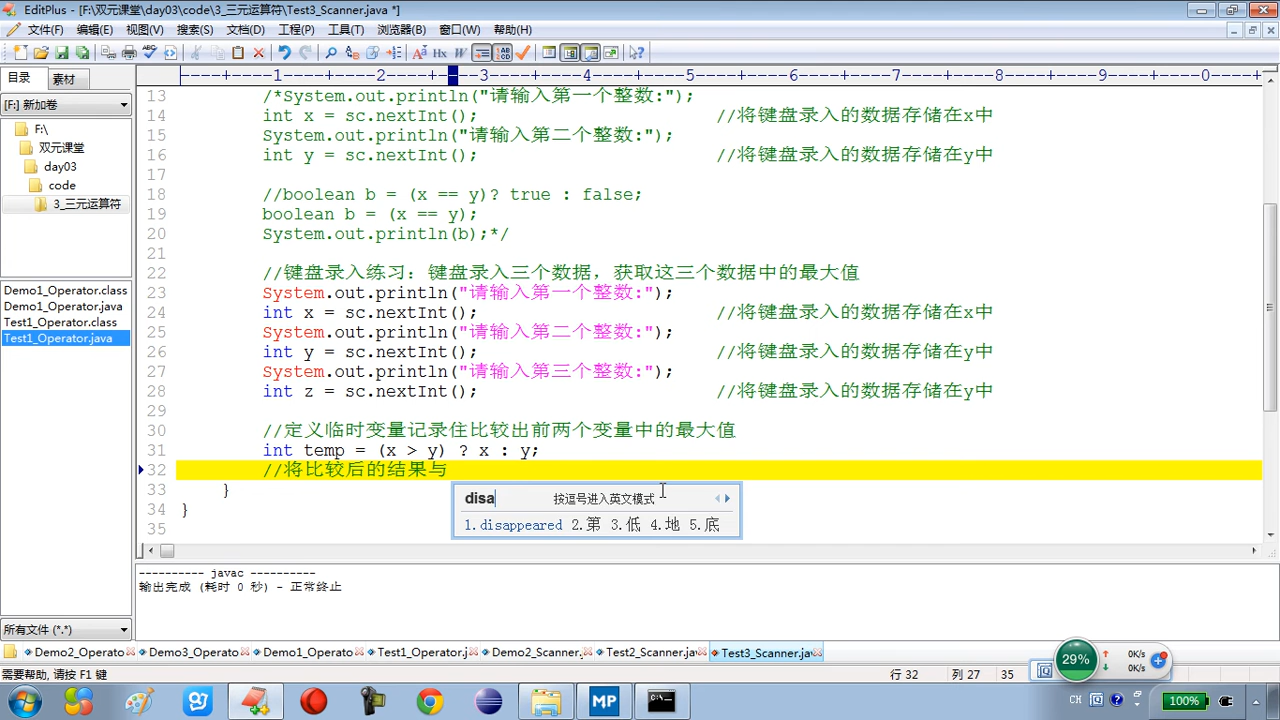 EditPlus - [F:\双元课堂\day03\code\3_三元运算符\Test3_Scanner.java *]
文件(F) 编辑(E) 视图(V) 搜索(S) 文档(D) 工程(P) 工具(T) 浏览器(B) 窗口(W) 帮助(H)
目录 素材
----+----1----+----2----+----3----+----4----+----5----+----6----+----7----+----8----+----9----+----0----+--
[F:] 新加卷
F:\
双元课堂
day03
code
3_三元运算符
Demo1_Operator.class
Demo1_Operator.java
Test1_Operator.class
Test1_Operator.java
所有文件 (*.*)
13 /*System.out.println("请输入第一个整数:");
14 int x = sc.nextInt(); //将键盘录入的数据存储在x中
15 System.out.println("请输入第二个整数:");
16 int y = sc.nextInt(); //将键盘录入的数据存储在y中
17
18 //boolean b = (x == y)? true : false;
19 boolean b = (x == y);
20 System.out.println(b);*/
21
22 //键盘录入练习：键盘录入三个数据，获取这三个数据中的最大值
23 System.out.println("请输入第一个整数:");
24 int x = sc.nextInt(); //将键盘录入的数据存储在x中
25 System.out.println("请输入第二个整数:");
26 int y = sc.nextInt(); //将键盘录入的数据存储在y中
27 System.out.println("请输入第三个整数:");
28 int z = sc.nextInt(); //将键盘录入的数据存储在y中
29
30 //定义临时变量记录住比较出前两个变量中的最大值
31 int temp = (x > y) ? x : y;
32 //将比较后的结果与
33 }
34 }
35
disa 按逗号进入英文模式
1.disappeared 2.第 3.低 4.地 5.底
---------- javac ----------
输出完成 (耗时 0 秒) - 正常终止
Demo2_Operato Demo3_Operato Demo1_Operato Test1_Operator.j Demo2_Scanner. Test2_Scanner.jav Test3_Scanner.jav
29% 0K/s
0K/s
需要帮助, 请按 F1 键 行 32 列 27 35
MP CH 100%